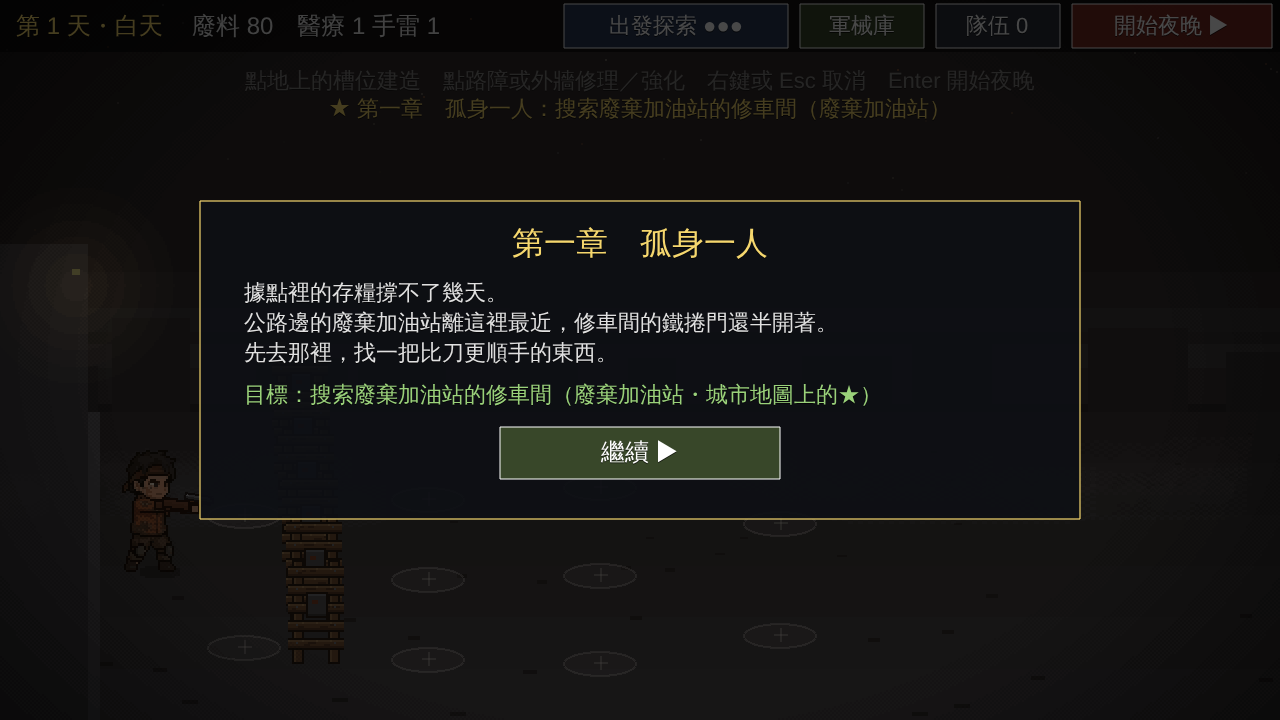 第 1 天・白天 廢料 80 醫療 1 手雷 1 出發探索 ●●● 軍械庫 隊伍 0 開始夜晚 ▶
點地上的槽位建造　點路障或外牆修理／強化　右鍵或 Esc 取消　Enter 開始夜晚
★ 第一章　孤身一人：搜索廢棄加油站的修車間（廢棄加油站）
第一章　孤身一人
據點裡的存糧撐不了幾天。
公路邊的廢棄加油站離這裡最近，修車間的鐵捲門還半開著。
先去那裡，找一把比刀更順手的東西。
目標：搜索廢棄加油站的修車間（廢棄加油站・城市地圖上的★）
繼續 ▶